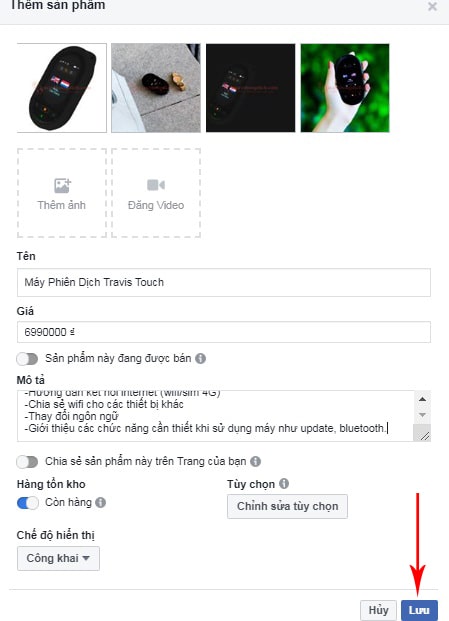 Thêm sản phẩm
Thêm ảnh
Đăng Video
Tên
Máy Phiên Dịch Travis Touch
Giá
6990000 ₫
Sản phẩm này đang được bán
Mô tả
-Hướng dẫn kết nối internet (wifi/sim 4G)
-Chia sẻ wifi cho các thiết bị khác
-Thay đổi ngôn ngữ
-Giới thiệu các chức năng cần thiết khi sử dụng máy như update, bluetooth.
Chia sẻ sản phẩm này trên Trang của bạn
Hàng tồn kho
Tùy chọn
Còn hàng
Chỉnh sửa tùy chọn
Chế độ hiển thị
Công khai
Hủy
Lưu